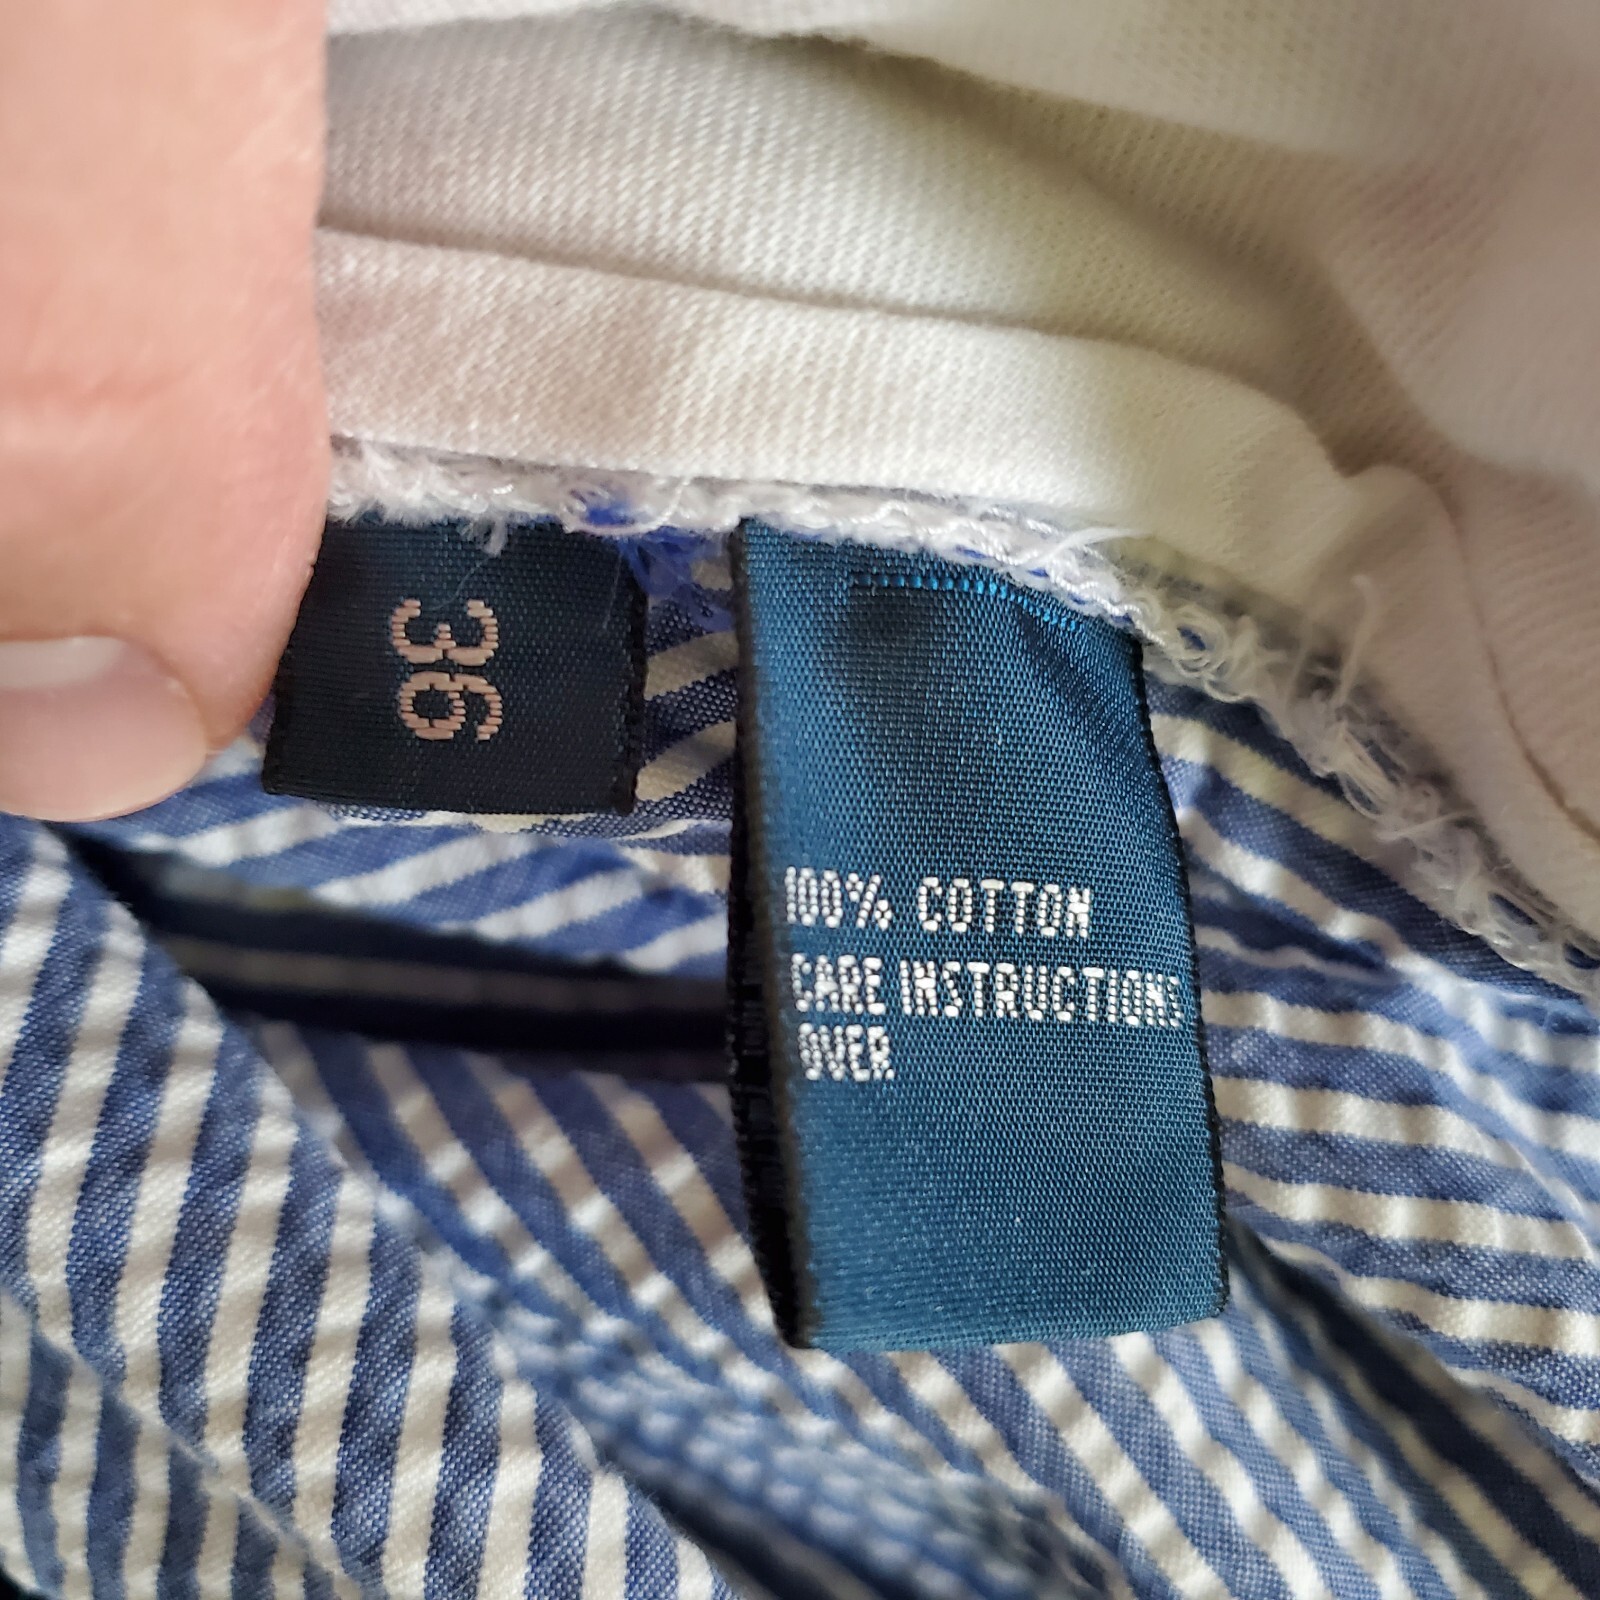 36
100% COTTON
CARE INSTRUCTIONS
OVER